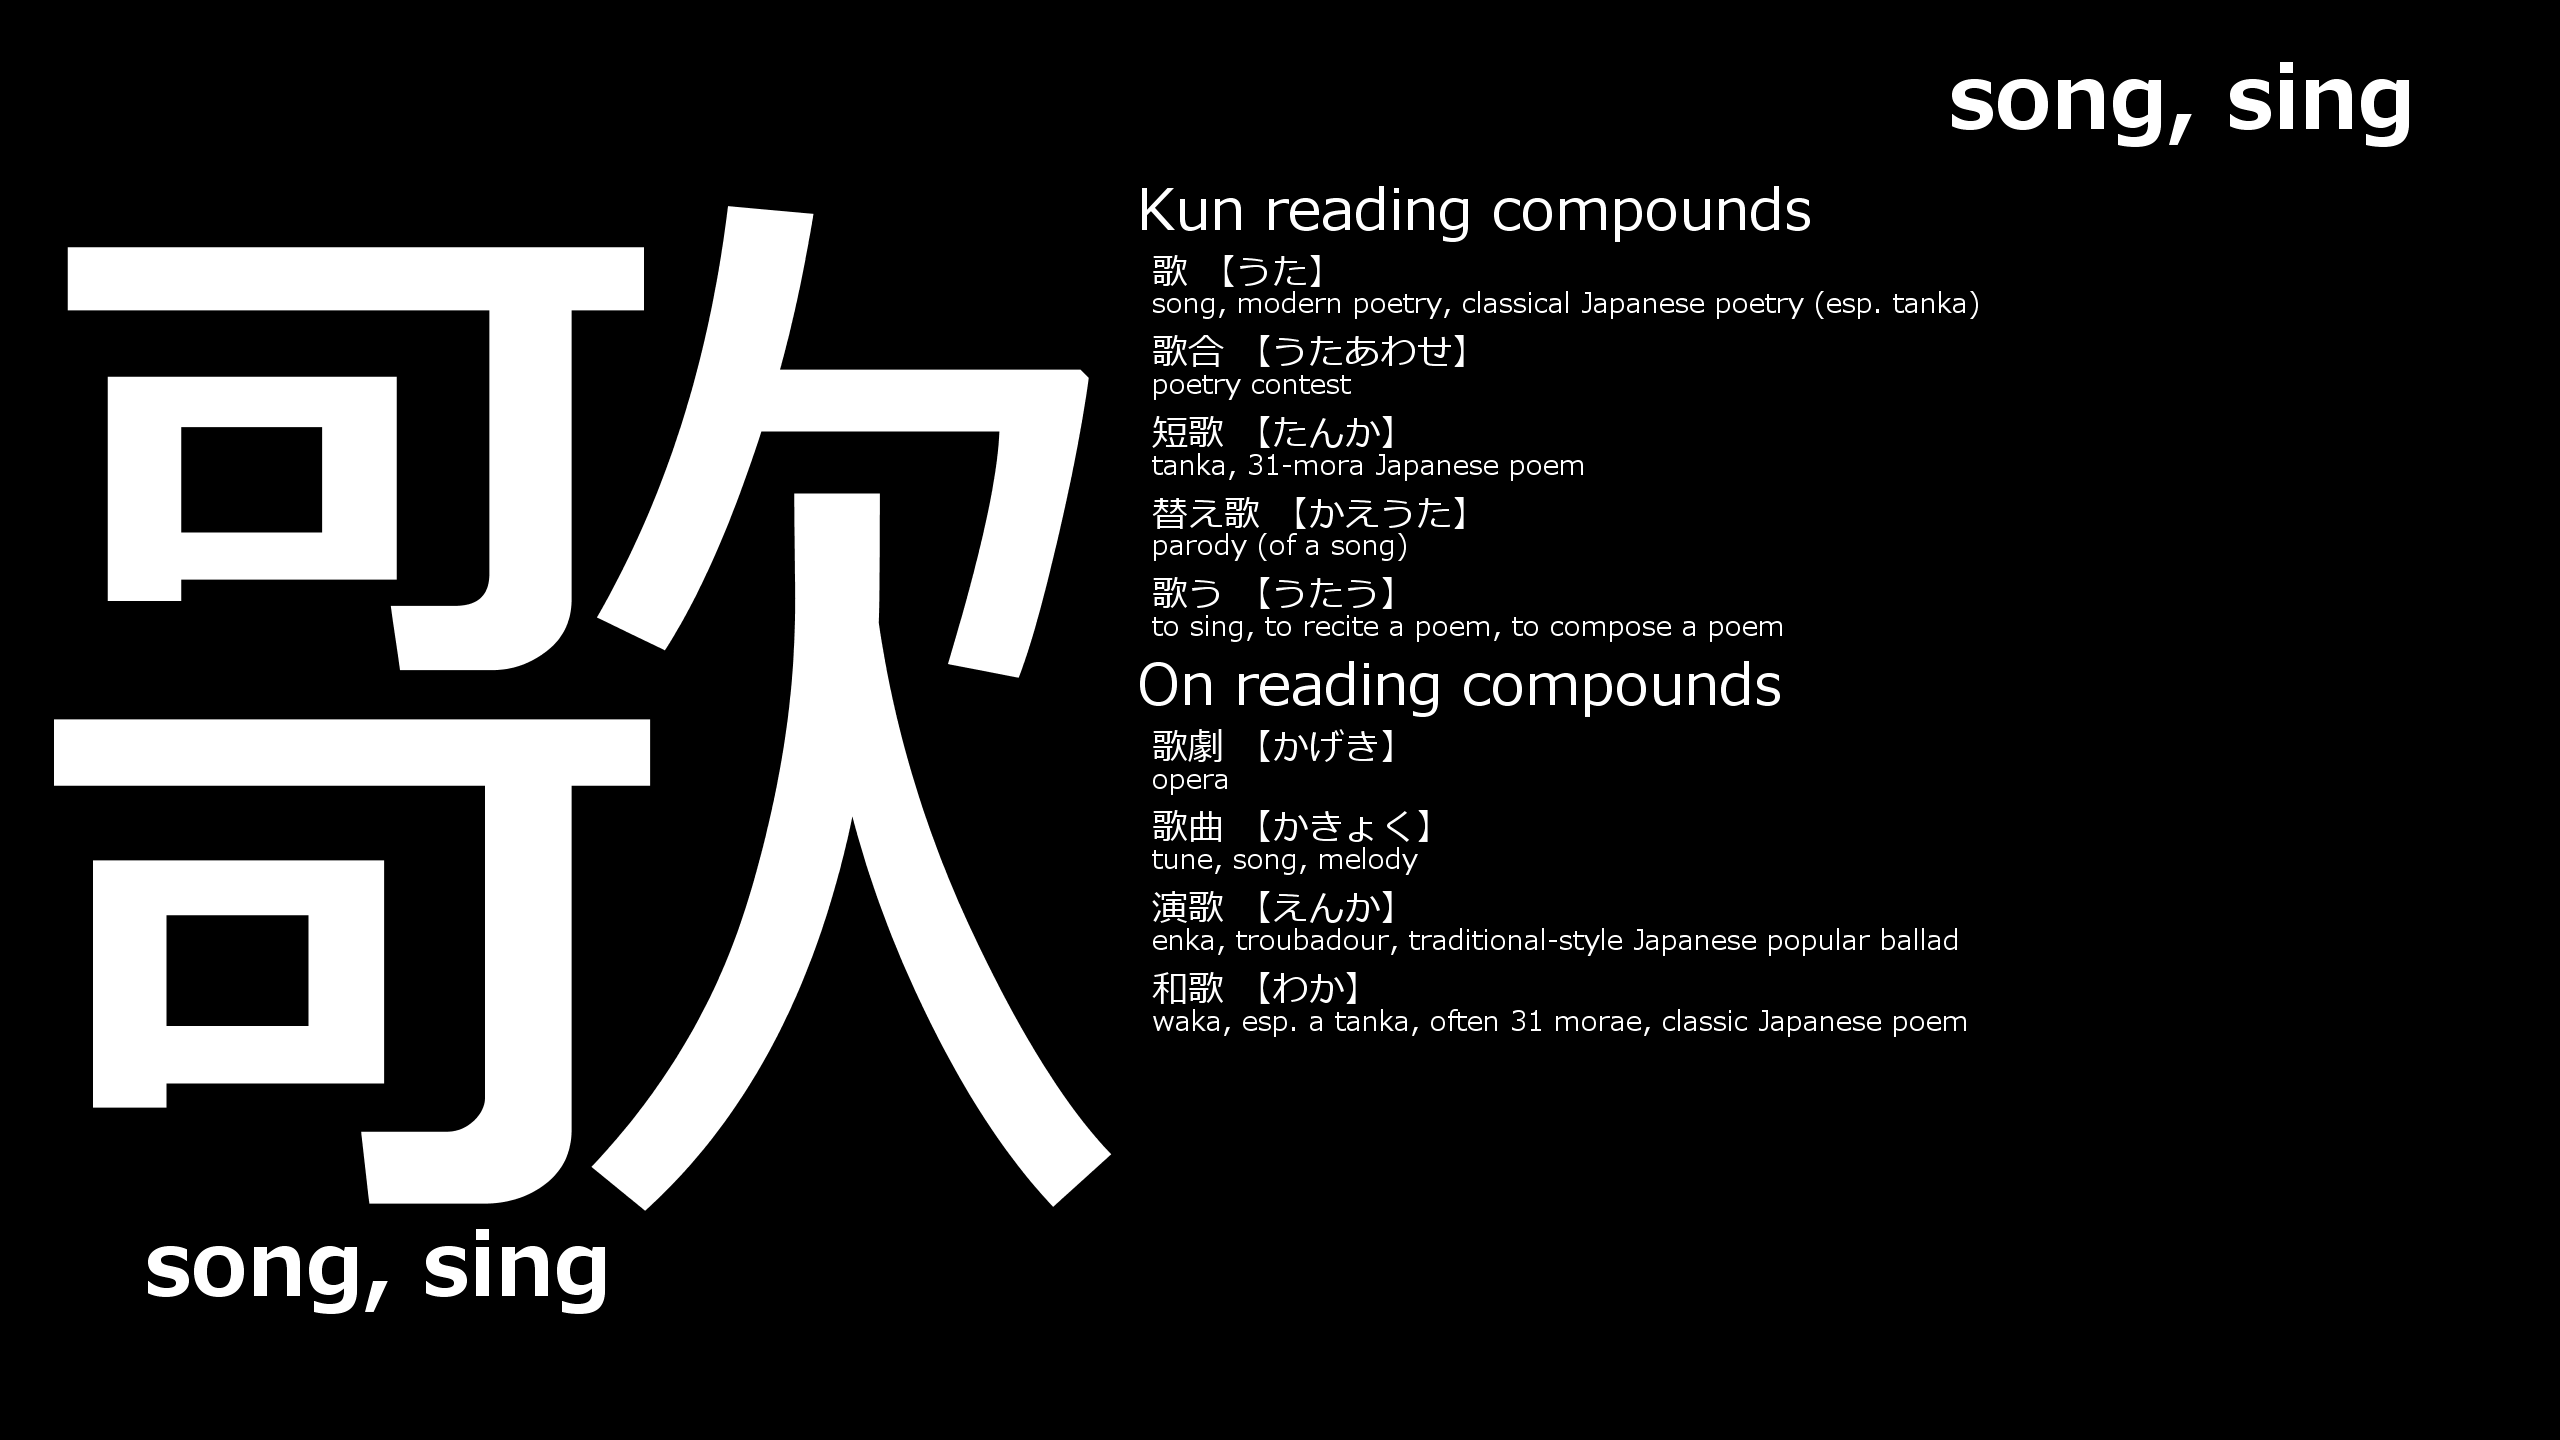 song, sing
歌
song, sing
Kun reading compounds
歌 【うた】
song, modern poetry, classical Japanese poetry (esp. tanka)
歌合 【うたあわせ】
poetry contest
短歌 【たんか】
tanka, 31-mora Japanese poem
替え歌 【かえうた】
parody (of a song)
歌う 【うたう】
to sing, to recite a poem, to compose a poem
On reading compounds
歌劇 【かげき】
opera
歌曲 【かきょく】
tune, song, melody
演歌 【えんか】
enka, troubadour, traditional-style Japanese popular ballad
和歌 【わか】
waka, esp. a tanka, often 31 morae, classic Japanese poem